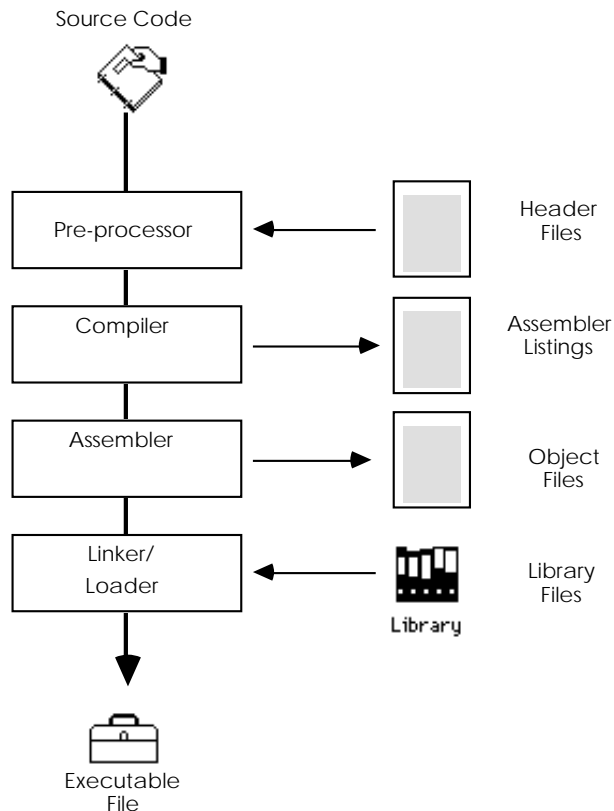 Source Code
Pre-processor
Header
Files
Compiler
Assembler
Listings
Assembler
Object
Files
Linker/
Loader
Library
Files
Library
Executable
File